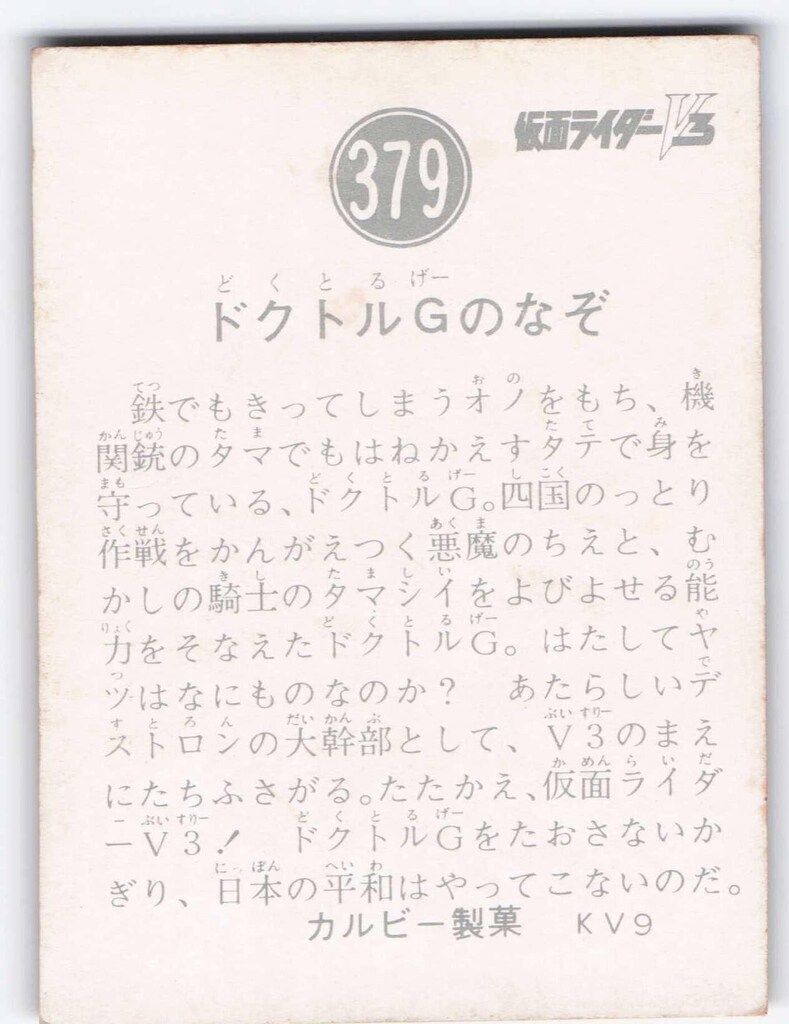 仮面ライダーV3
379
ドクトルGのなぞ
鉄でもきってしまうオノをもち、機
関銃のタマでもはねかえすタテで身を
守っている、ドクトルG。四国のっとり
作戦をかんがえつく悪魔のちえと、む
かしの騎士のタマシイをよびよせる能
力をそなえたドクトルG。はたしてヤ
ツはなにものなのか？　あたらしいデ
ストロンの大幹部として、V3のまえ
にたちふさがる。たたかえ、仮面ライダ
ーV3！　ドクトルGをたおさないか
ぎり、日本の平和はやってこないのだ。
カルビー製菓　KV9